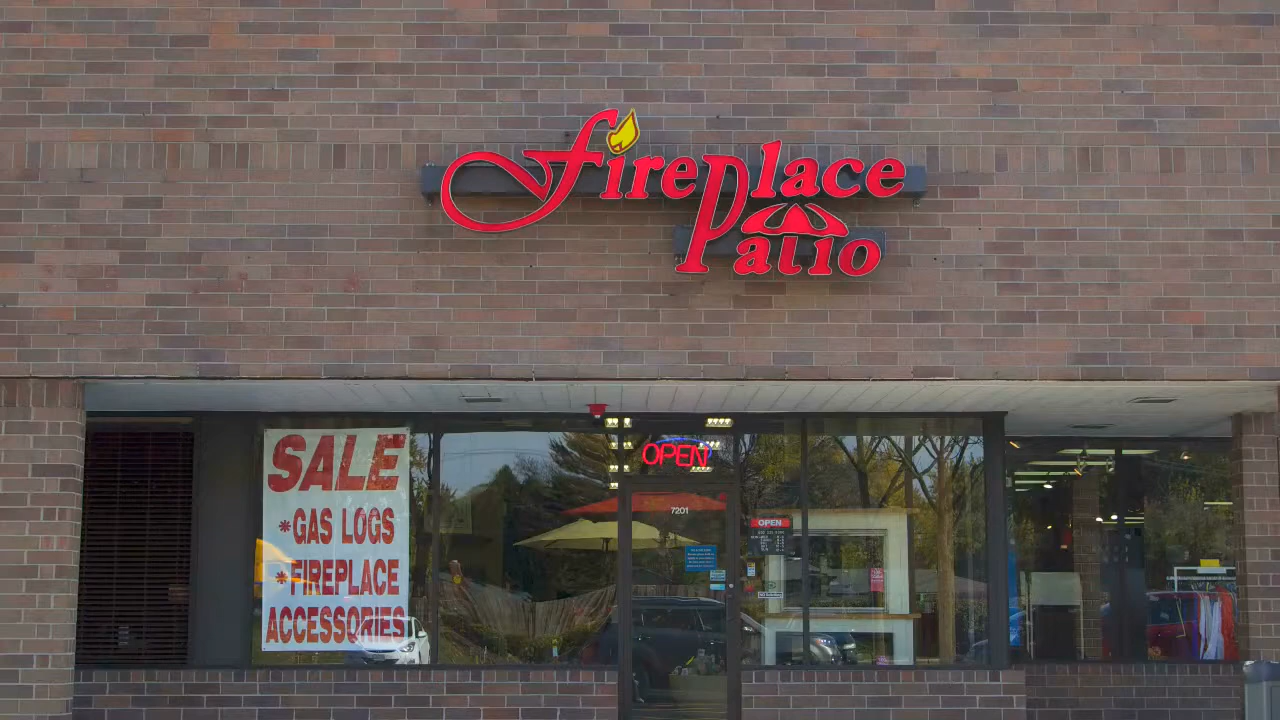 Fireplace
Patio
SALE
*GAS LOGS
*FIREPLACE
ACCESSORIES
OPEN
7201
OPEN